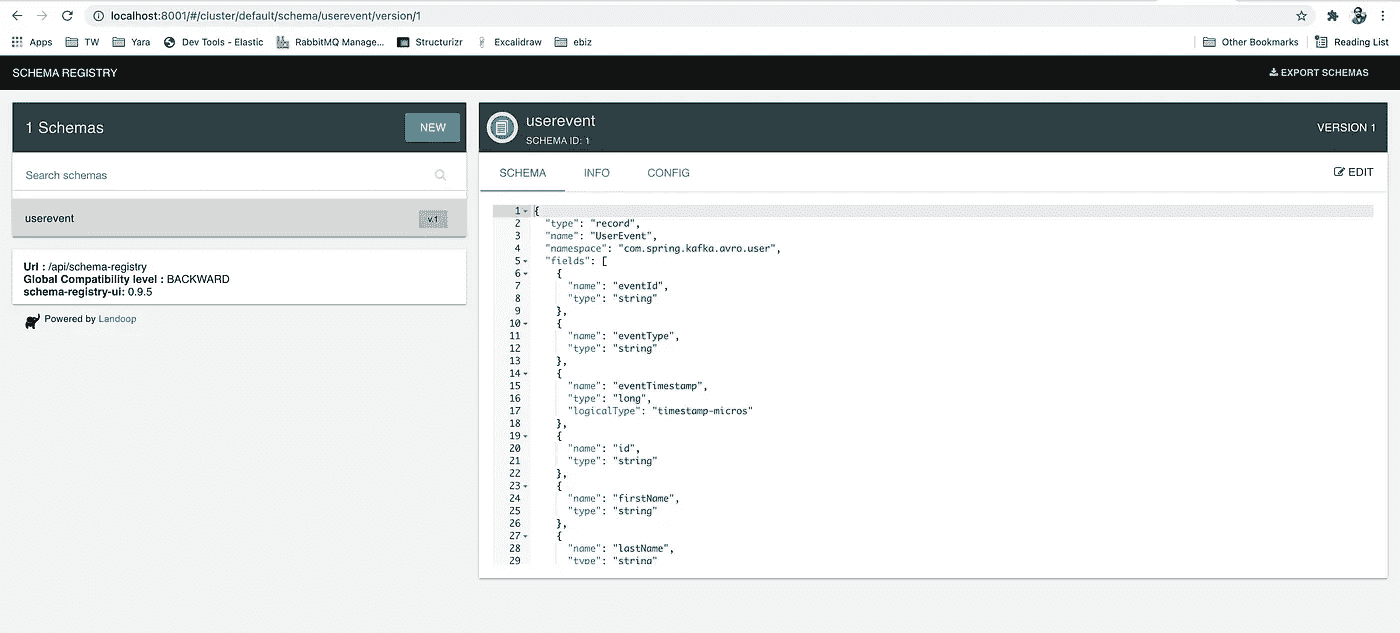 localhost:8001/#/cluster/default/schema/userevent/version/1
Apps TW Yara Dev Tools - Elastic RabbitMQ Manage... Structurizr Excalidraw ebiz Other Bookmarks Reading List
SCHEMA REGISTRY EXPORT SCHEMAS
1 Schemas NEW
Search schemas
userevent v.1
Url : /api/schema-registry
Global Compatibility level : BACKWARD
schema-registry-ui: 0.9.5
Powered by Landoop
userevent
SCHEMA ID: 1
VERSION 1
SCHEMA INFO CONFIG EDIT
1 {
2 "type": "record",
3 "name": "UserEvent",
4 "namespace": "com.spring.kafka.avro.user",
5 "fields": [
6 {
7 "name": "eventId",
8 "type": "string"
9 },
10 {
11 "name": "eventType",
12 "type": "string"
13 },
14 {
15 "name": "eventTimestamp",
16 "type": "long",
17 "logicalType": "timestamp-micros"
18 },
19 {
20 "name": "id",
21 "type": "string"
22 },
23 {
24 "name": "firstName",
25 "type": "string"
26 },
27 {
28 "name": "lastName",
29 "type": "string"